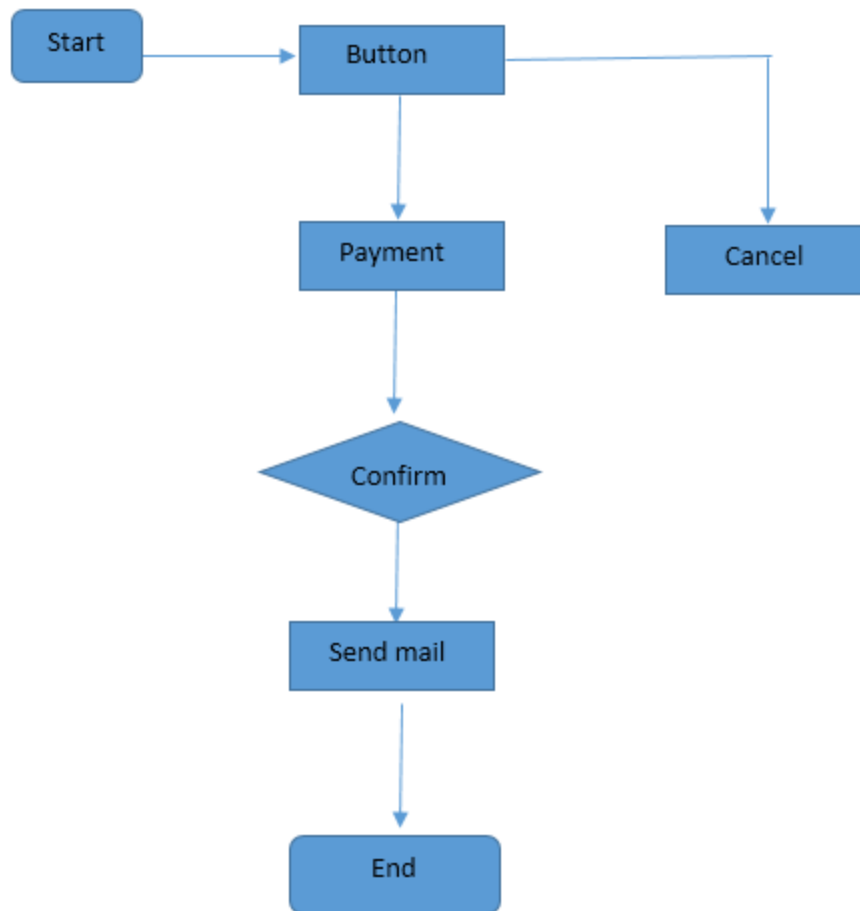 Start
Button
Payment
Cancel
Confirm
Send mail
End